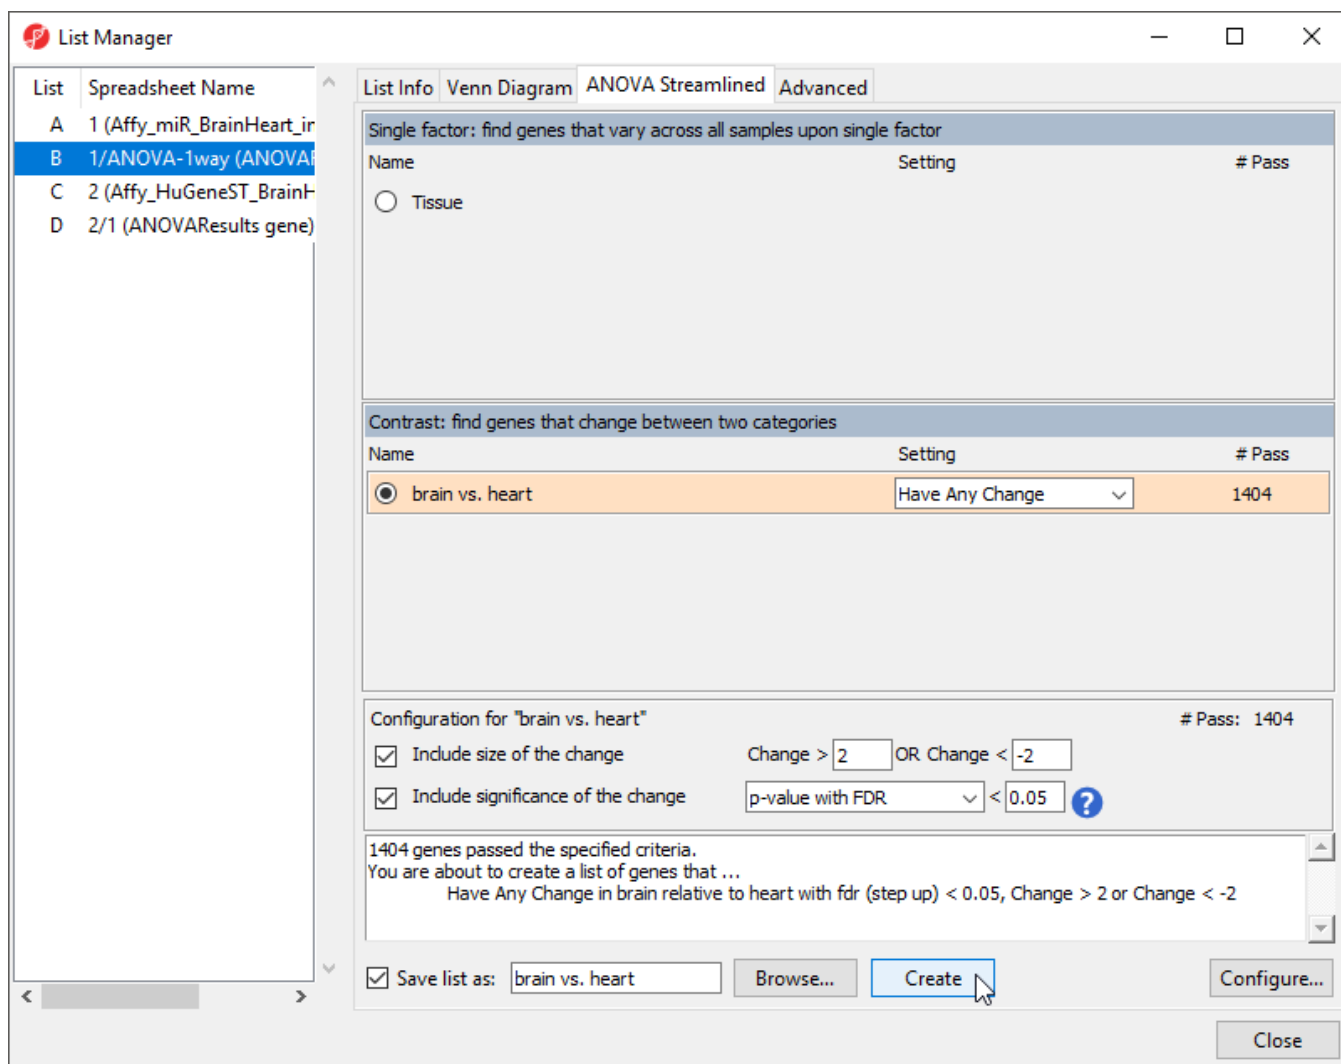 List Manager
List Spreadsheet Name
A 1 (Affy_miR_BrainHeart_in
B 1/ANOVA-1way (ANOVAR
C 2 (Affy_HuGeneST_BrainH
D 2/1 (ANOVAResults gene)
List Info Venn Diagram ANOVA Streamlined Advanced
Single factor: find genes that vary across all samples upon single factor
Name Setting # Pass
Tissue
Contrast: find genes that change between two categories
Name Setting # Pass
brain vs. heart Have Any Change 1404
Configuration for "brain vs. heart" # Pass: 1404
Include size of the change Change > 2 OR Change < -2
Include significance of the change p-value with FDR < 0.05 ?
1404 genes passed the specified criteria.
You are about to create a list of genes that ...
Have Any Change in brain relative to heart with fdr (step up) < 0.05, Change > 2 or Change < -2
Save list as: brain vs. heart Browse... Create Configure...
Close